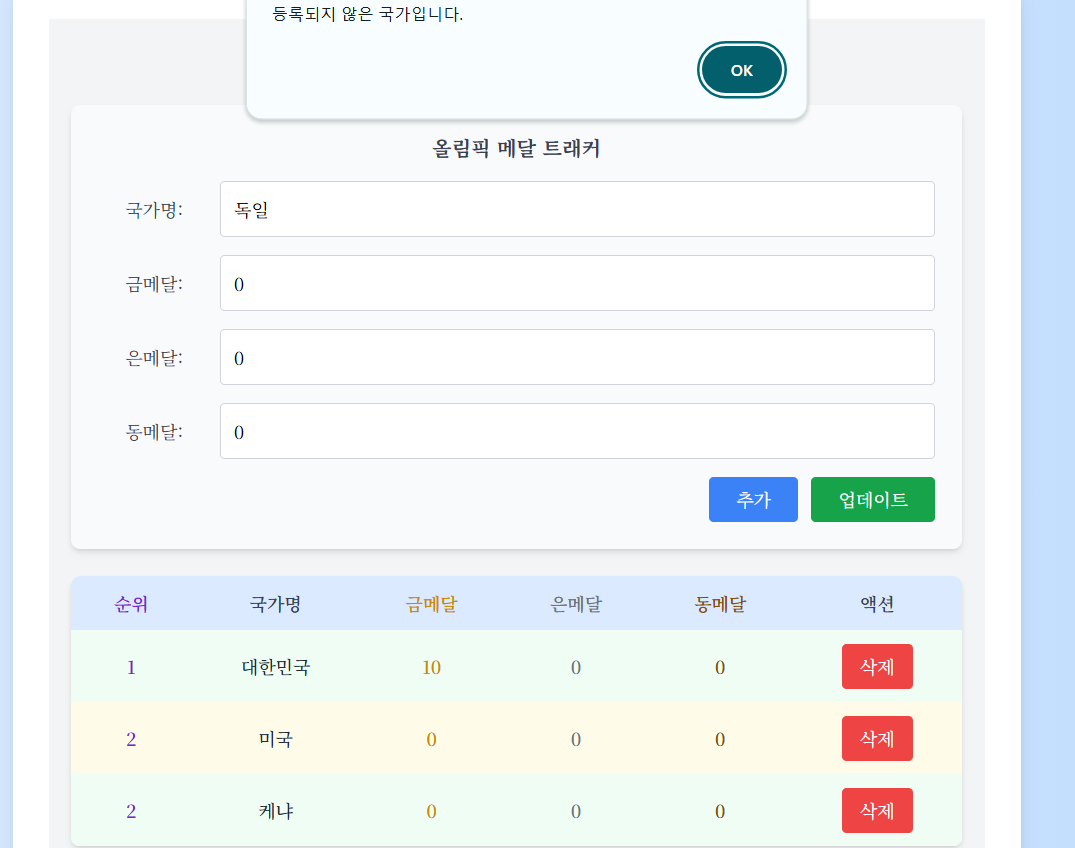 등록되지 않은 국가입니다.
OK
올림픽 메달 트래커
국가명: 독일
금메달: 0
은메달: 0
동메달: 0
추가 업데이트
순위 국가명 금메달 은메달 동메달 액션
1 대한민국 10 0 0 삭제
2 미국 0 0 0 삭제
2 케냐 0 0 0 삭제